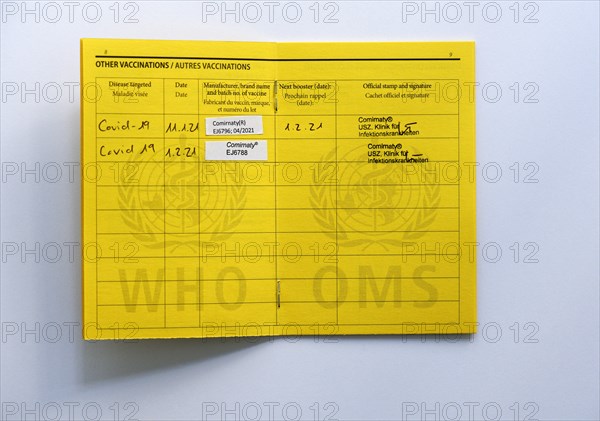 8
9
OTHER VACCINATIONS / AUTRES VACCINATIONS
Disease targeted
Maladie visée
Date
Date
Manufacturer, brand name
and batch no. of vaccine
Fabricant du vaccin, marque,
et numéro du lot
Next booster (date):
Prochain rappel
(date):
Official stamp and signature
Cachet officiel et signature
Covid-19
11.1.21
Comirnaty(R)
EJ6796; 04/2021
1.2.21
Comirnaty®
USZ, Klinik für
Infektionskrankheiten
Covid 19
1.2.21
Comirnaty®
EJ6788
Comirnaty®
USZ, Klinik für
Infektionskrankheiten
WHO OMS
PHOTO 12